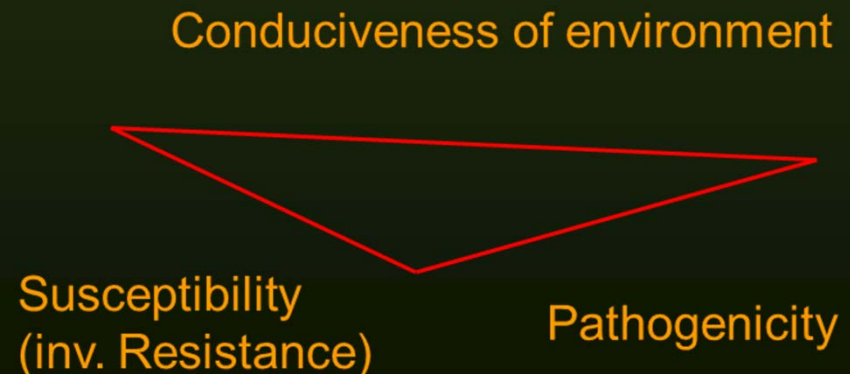 Conduciveness of environment
Susceptibility
(inv. Resistance)
Pathogenicity